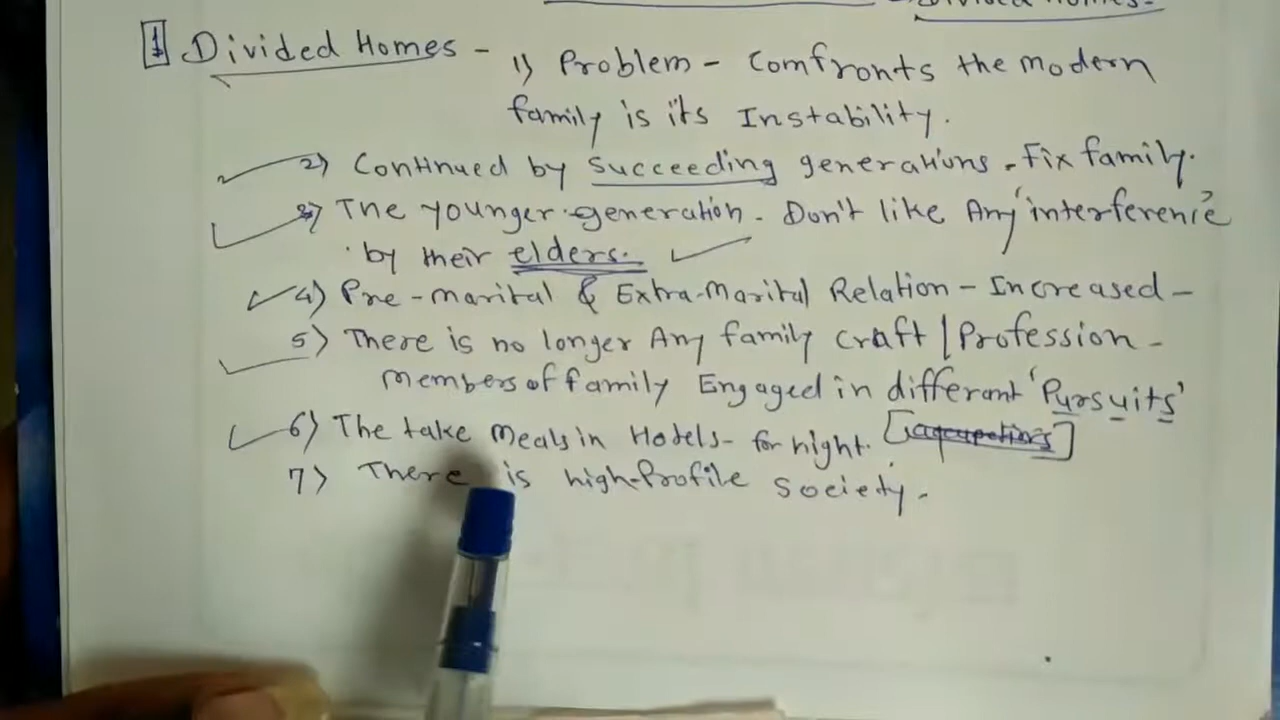 Divided Homes.
1 Divided Homes - 1) Problem - Comfronts the modern
family is its Instability.
2) Continued by Succeeding generations. Fix family.
3) The younger generation. Don't like Any 'interference'
by their elders.
4) Pre-marital & Extra-Marital Relation - Increased -
5) There is no longer Any family craft | Profession -
Members of family Engaged in different 'Pursuits'
6) The take Meals in Hotels - for night.
7) There is high-Profile Society.